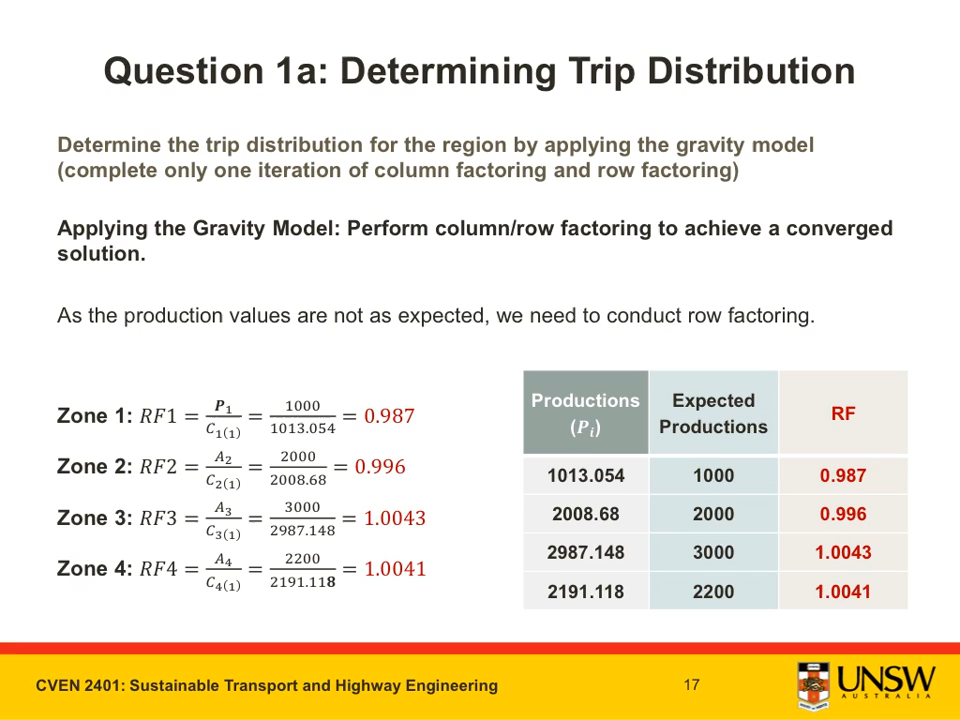 Question 1a: Determining Trip Distribution
Determine the trip distribution for the region by applying the gravity model
(complete only one iteration of column factoring and row factoring)
Applying the Gravity Model: Perform column/row factoring to achieve a converged
solution.
As the production values are not as expected, we need to conduct row factoring.
Zone 1: RF1 = P₁/C₁₍₁₎ = 1000/1013.054 = 0.987
Zone 2: RF2 = A₂/C₂₍₁₎ = 2000/2008.68 = 0.996
Zone 3: RF3 = A₃/C₃₍₁₎ = 3000/2987.148 = 1.0043
Zone 4: RF4 = A₄/C₄₍₁₎ = 2200/2191.118 = 1.0041
Productions (Pᵢ) Expected Productions RF
1013.054 1000 0.987
2008.68 2000 0.996
2987.148 3000 1.0043
2191.118 2200 1.0041
CVEN 2401: Sustainable Transport and Highway Engineering
17
UNSW
AUSTRALIA